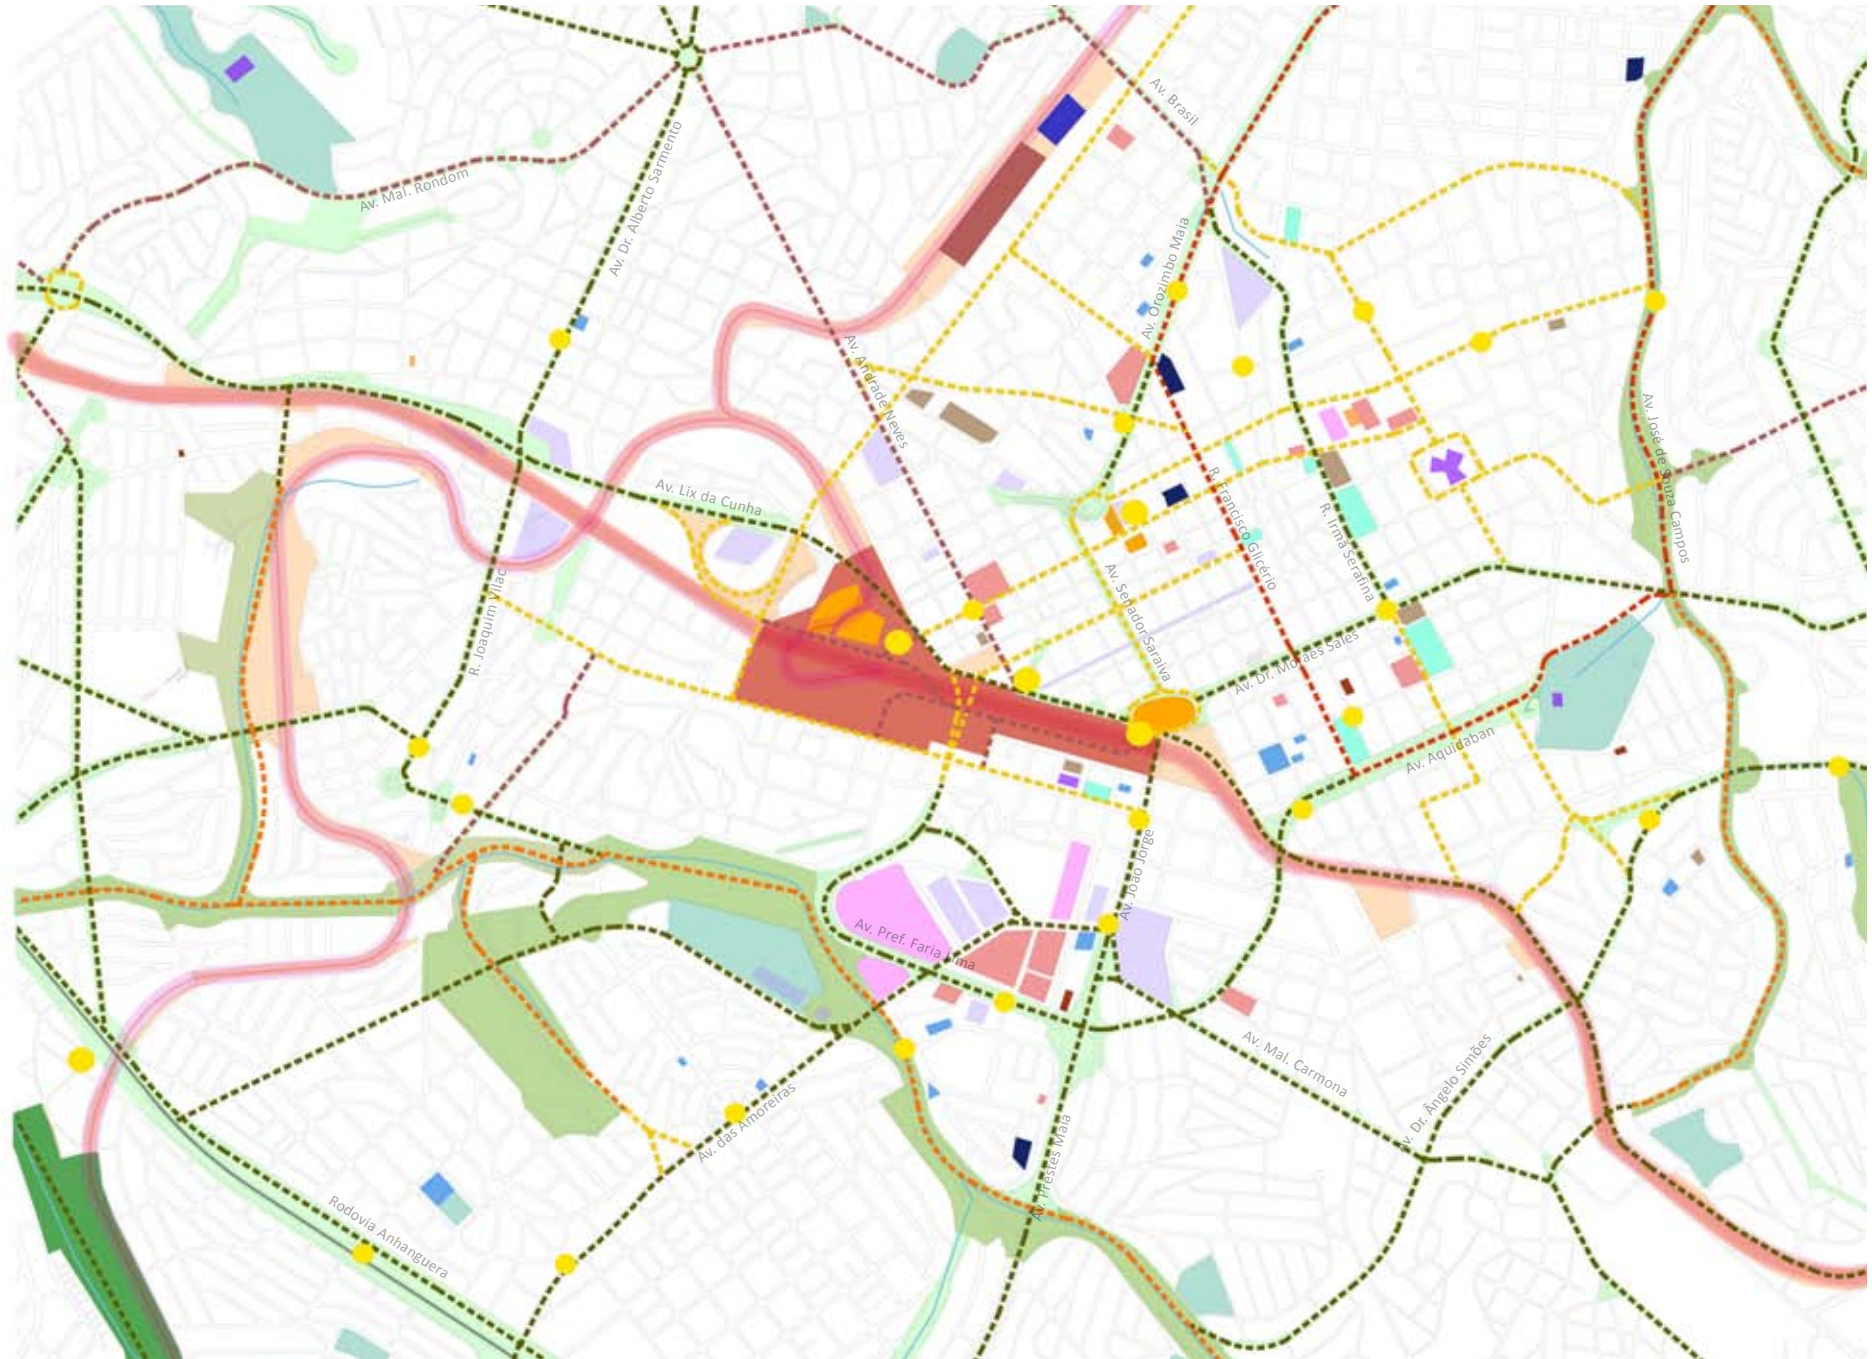 Av. Brasil
Av. Mal. Rondom
Av. Dr. Alberto Sarmento
Av. Orozimbo Maia
Av. Andrade Neves
Av. José de Souza Campos
Av. Lix da Cunha
R. Francisco Glicério
R. Irmã Serafina
R. Joaquim Vilac
Av. Senador Saraiva
Av. Dr. Moraes Sales
Av. Aquidaban
Av. João Jorge
Av. Pref. Faria Lima
Av. Mal. Carmona
Av. Dr. Ângelo Simões
Av. das Amoreiras
Av. Prestes Maia
Rodovia Anhanguera